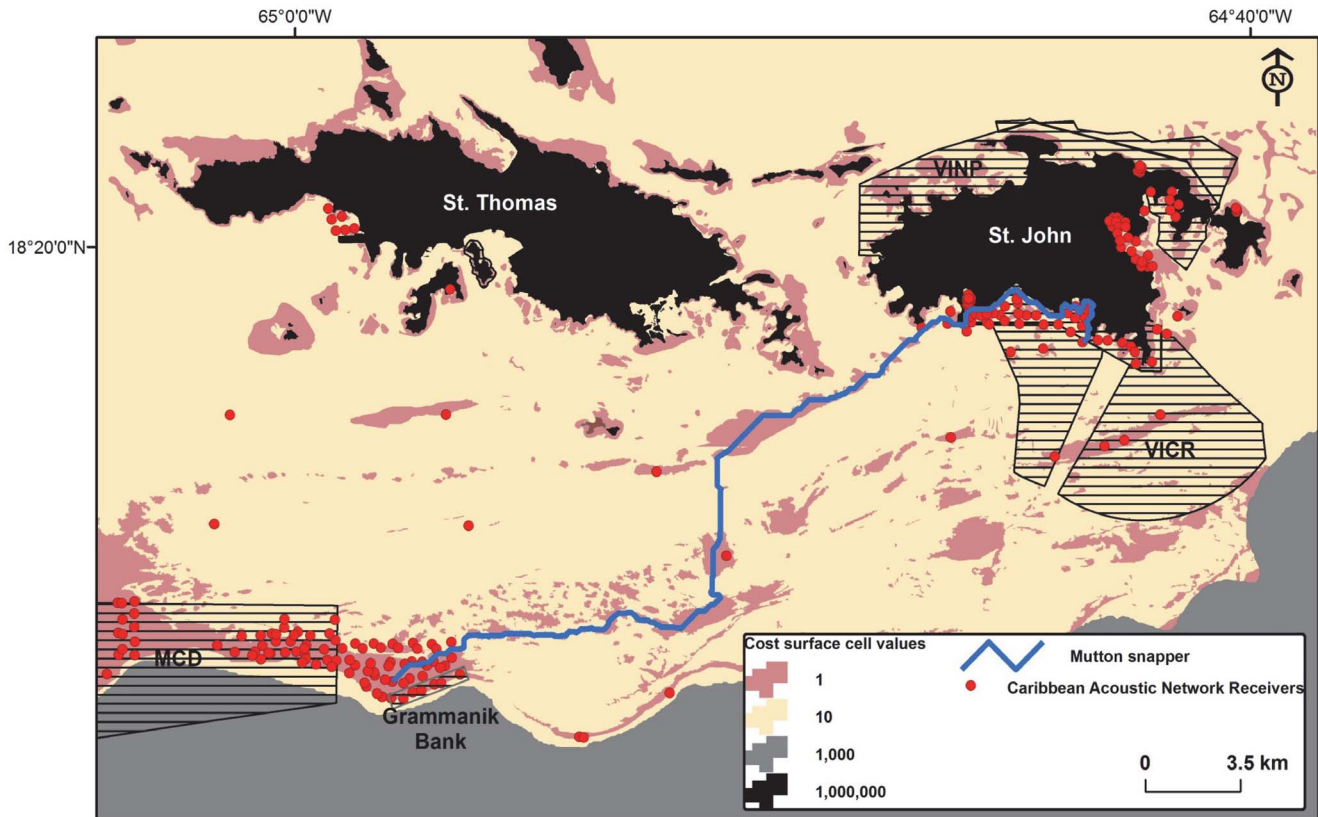 65°0'0"W
64°40'0"W
N
VINP
St. Thomas
St. John
18°20'0"N
VICR
MCD
Grammanik
Bank
Cost surface cell values
1
10
1,000
1,000,000
Mutton snapper
Caribbean Acoustic Network Receivers
0
3.5 km